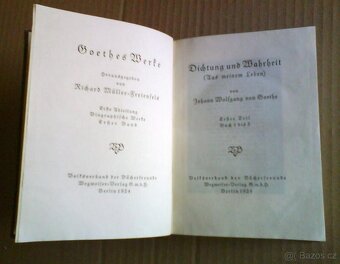 Goethes Werke
Herausgegeben
von
Richard Müller-Freienfels
Erste Abteilung
Biographische Werke
Erster Band
Volksverband der Bücherfreunde
Wegweiser-Verlag G.m.b.H.
Berlin 1924
Dichtung und Wahrheit
(Aus meinem Leben)
von
Johann Wolfgang von Goethe
Erster Teil
Buch 1 bis 5
Volksverband der Bücherfreunde
Wegweiser-Verlag G.m.b.H.
Berlin 1924
Bazos.cz